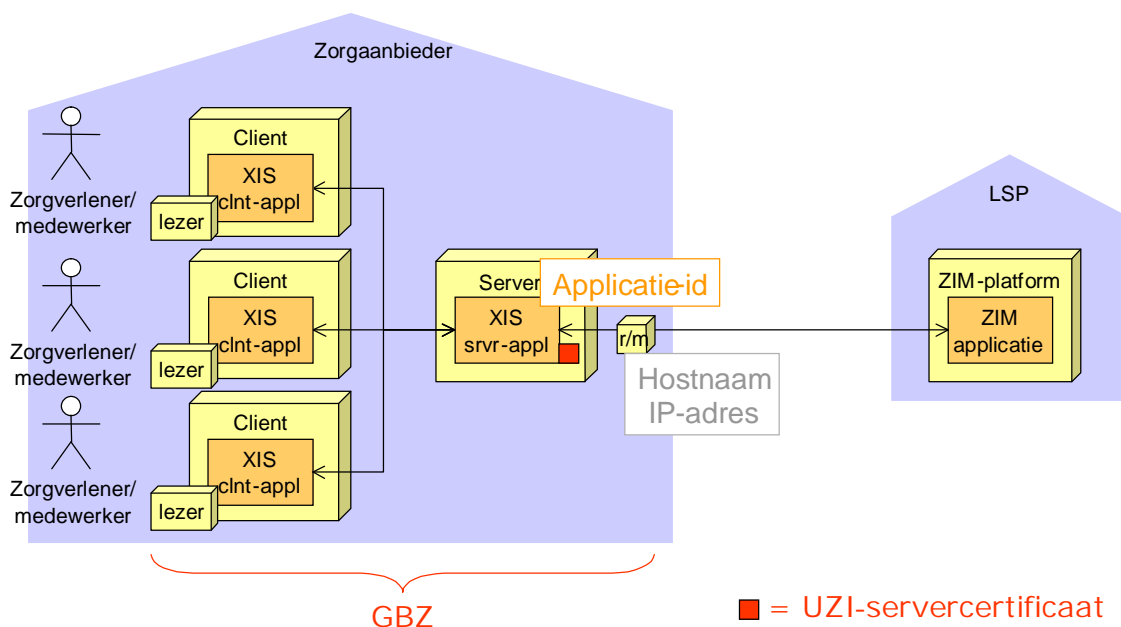 Zorgaanbieder
Client
XIS
clnt-appl
lezer
Zorgverlener/
medewerker
Client
XIS
clnt-appl
lezer
Zorgverlener/
medewerker
Client
XIS
clnt-appl
lezer
Zorgverlener/
medewerker
Server
Applicatie-id
XIS
srvr-appl
r/m
Hostnaam
IP-adres
LSP
ZIM-platform
ZIM
applicatie
GBZ
= UZI-servercertificaat